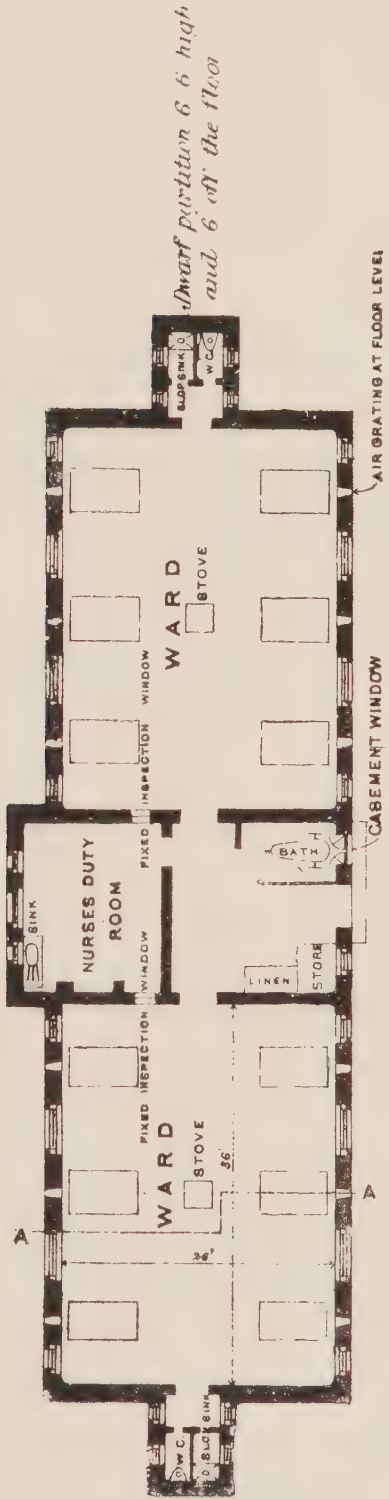 Dwarf partition 6 6 high
and 6 off the floor
SLOP SINK
W.C.
AIR GRATING AT FLOOR LEVEL
WARD
STOVE
FIXED INSPECTION WINDOW
SINK
NURSES DUTY
ROOM
BATH
H
H
CASEMENT WINDOW
LINEN
STORE
FIXED INSPECTION WINDOW
WARD
STOVE
36'
26'
A
A
W.C.
SLOP SINK